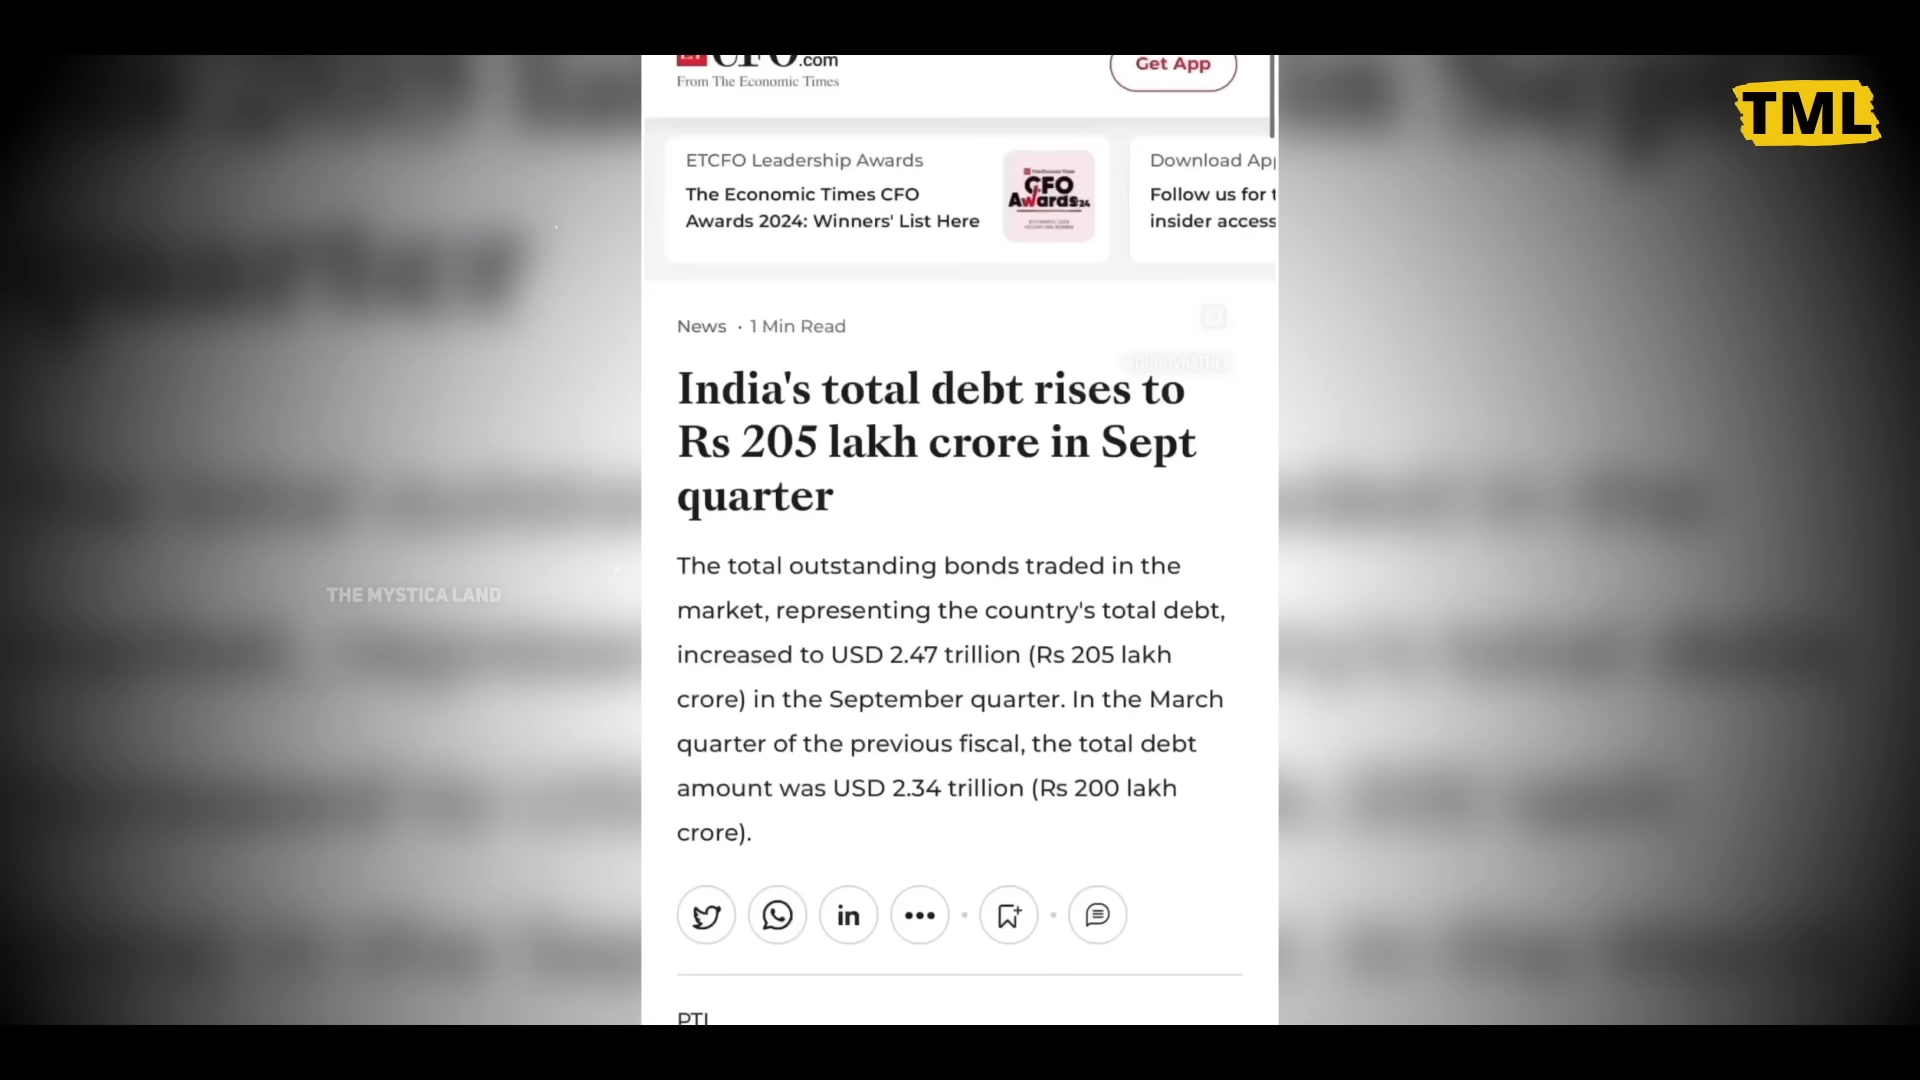 CFO.com
From The Economic Times
Get App
TML
ETCFO Leadership Awards
The Economic Times CFO
Awards 2024: Winners' List Here
CFO
Awards24
Download
Follow us for
insider access
News · 1 Min Read
India's total debt rises to
Rs 205 lakh crore in Sept
quarter
The total outstanding bonds traded in the
market, representing the country's total debt,
increased to USD 2.47 trillion (Rs 205 lakh
crore) in the September quarter. In the March
quarter of the previous fiscal, the total debt
amount was USD 2.34 trillion (Rs 200 lakh
crore).
THE MYSTICA LAND
in
PTI